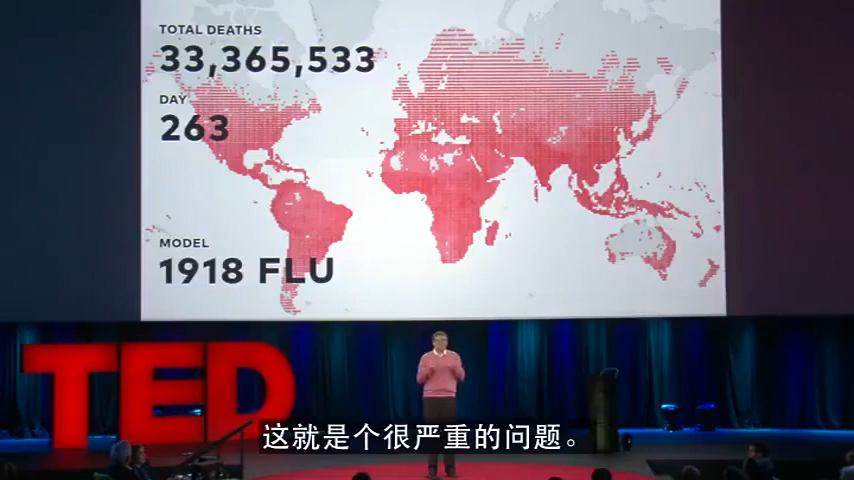 TOTAL DEATHS
33,365,533
DAY
263
MODEL
1918 FLU
TED
这就是个很严重的问题。